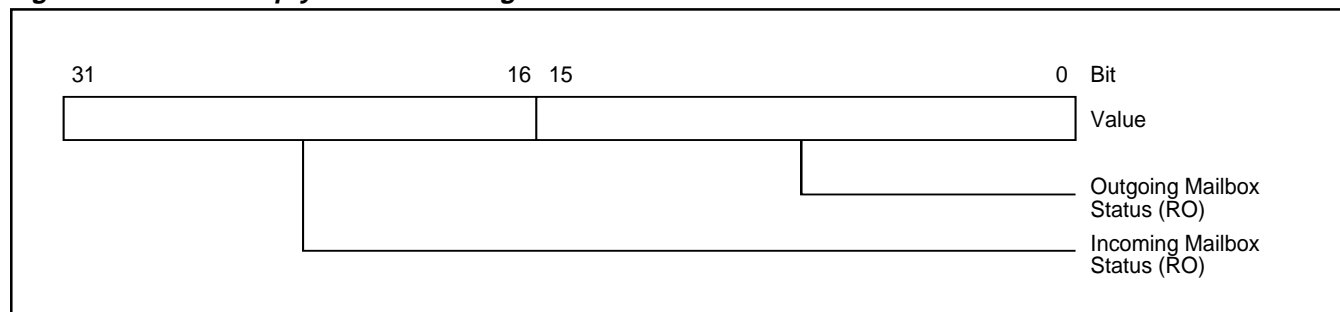 31 16 15 0 Bit
Value
Outgoing Mailbox
Status (RO)
Incoming Mailbox
Status (RO)